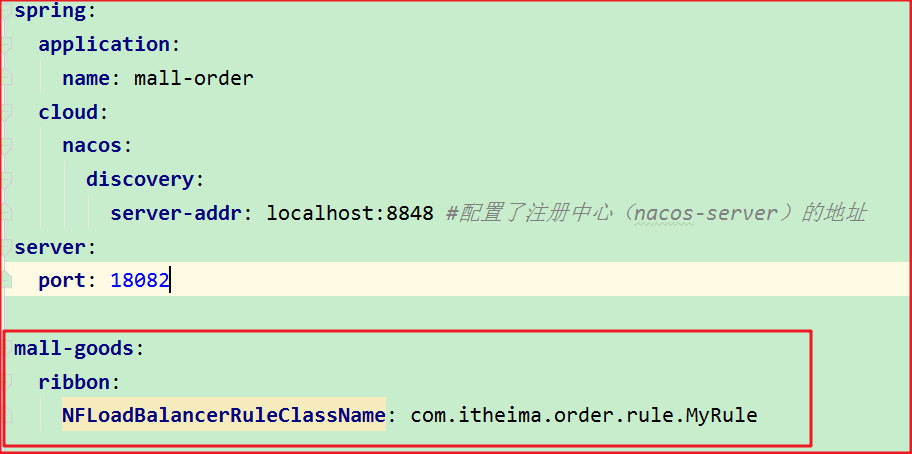 spring:
  application:
    name: mall-order
  cloud:
    nacos:
      discovery:
        server-addr: localhost:8848 #配置了注册中心（nacos-server）的地址
server:
  port: 18082
mall-goods:
  ribbon:
    NFLoadBalancerRuleClassName: com.itheima.order.rule.MyRule